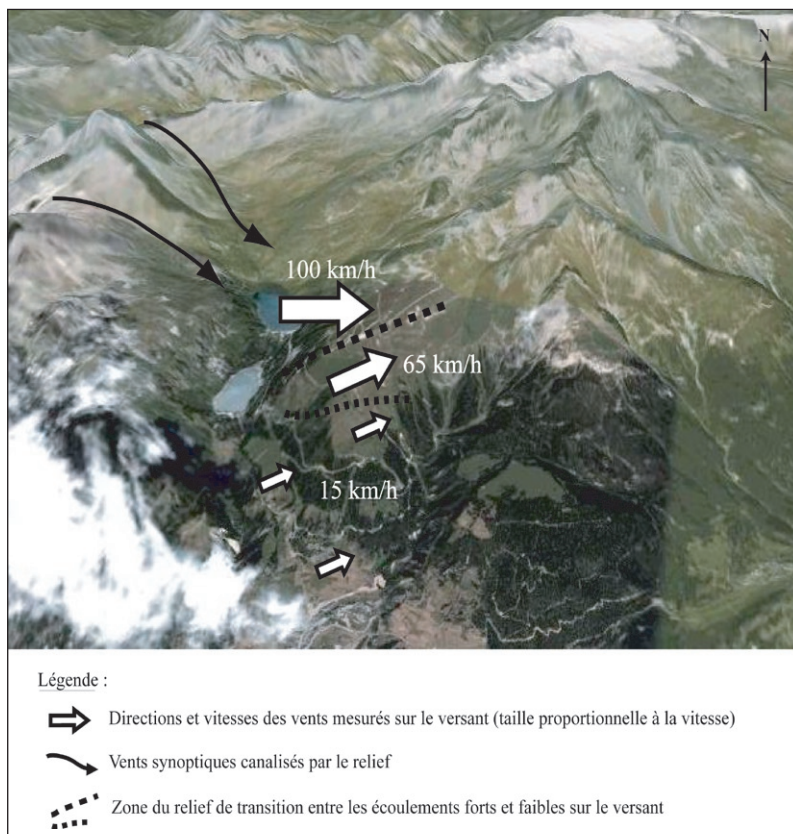 N
100 km/h
65 km/h
15 km/h
Légende :
Directions et vitesses des vents mesurés sur le versant (taille proportionnelle à la vitesse)
Vents synoptiques canalisés par le relief
Zone du relief de transition entre les écoulements forts et faibles sur le versant